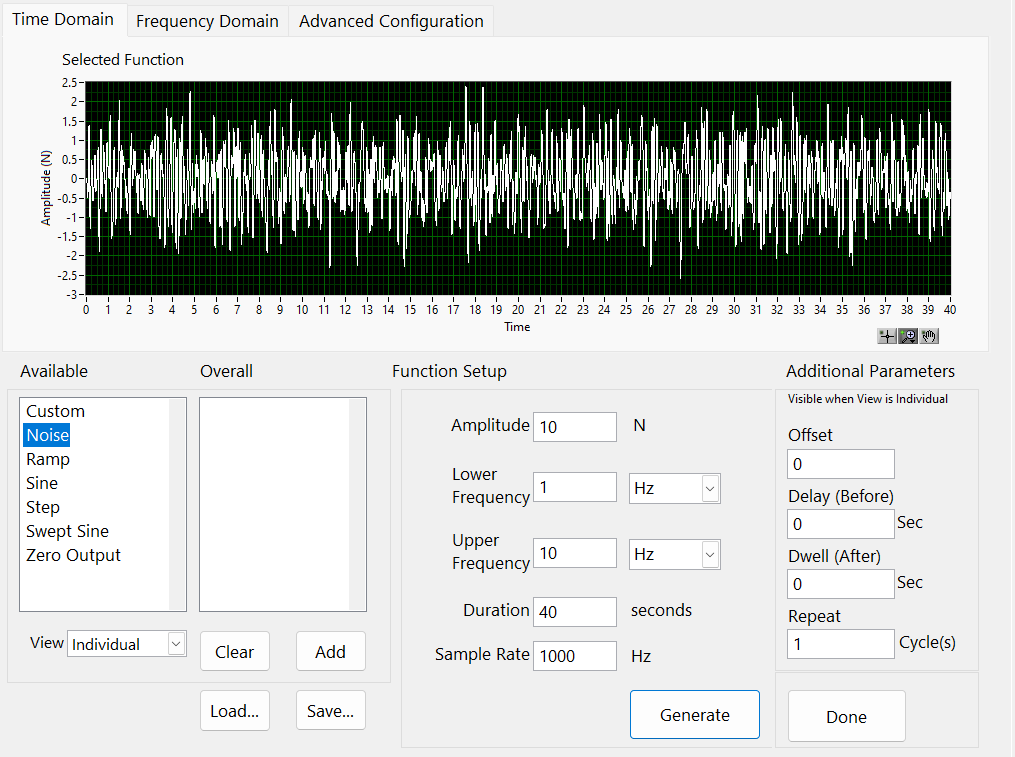 Time Domain Frequency Domain Advanced Configuration
Selected Function
2.5
2
1.5
1
0.5
0
-0.5
-1
-1.5
-2
-2.5
-3
Amplitude (N)
0 1 2 3 4 5 6 7 8 9 10 11 12 13 14 15 16 17 18 19 20 21 22 23 24 25 26 27 28 29 30 31 32 33 34 35 36 37 38 39 40
Time
Available
Custom
Noise
Ramp
Sine
Step
Swept Sine
Zero Output
View Individual
Overall
Clear Add
Load... Save...
Function Setup
Amplitude 10 N
Lower
Frequency 1 Hz
Upper
Frequency 10 Hz
Duration 40 seconds
Sample Rate 1000 Hz
Generate
Additional Parameters
Visible when View is Individual
Offset
0
Delay (Before)
0 Sec
Dwell (After)
0 Sec
Repeat
1 Cycle(s)
Done